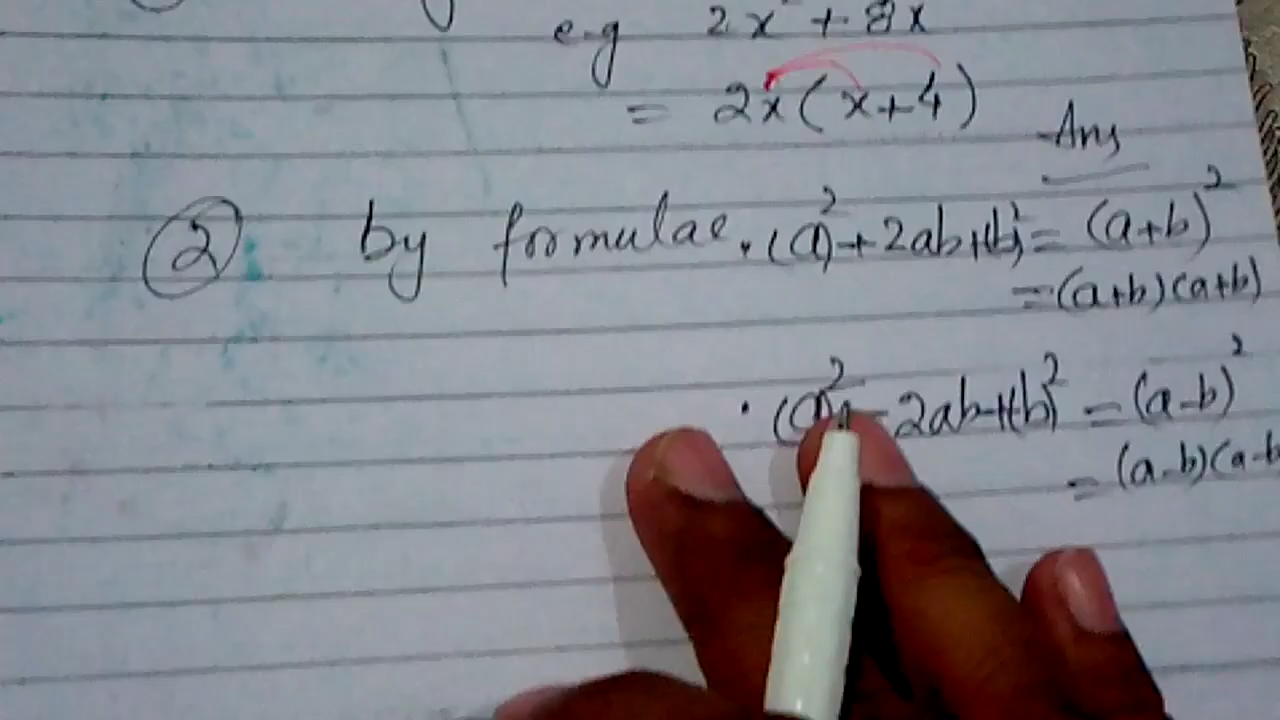 e.g 2x² + 8x
= 2x(x+4)
Ans
② by formulae. (a)² + 2ab+(b)² = (a+b)²
= (a+b)(a+b)
· (a)² - 2ab+(b)² = (a-b)²
= (a-b)(a-b